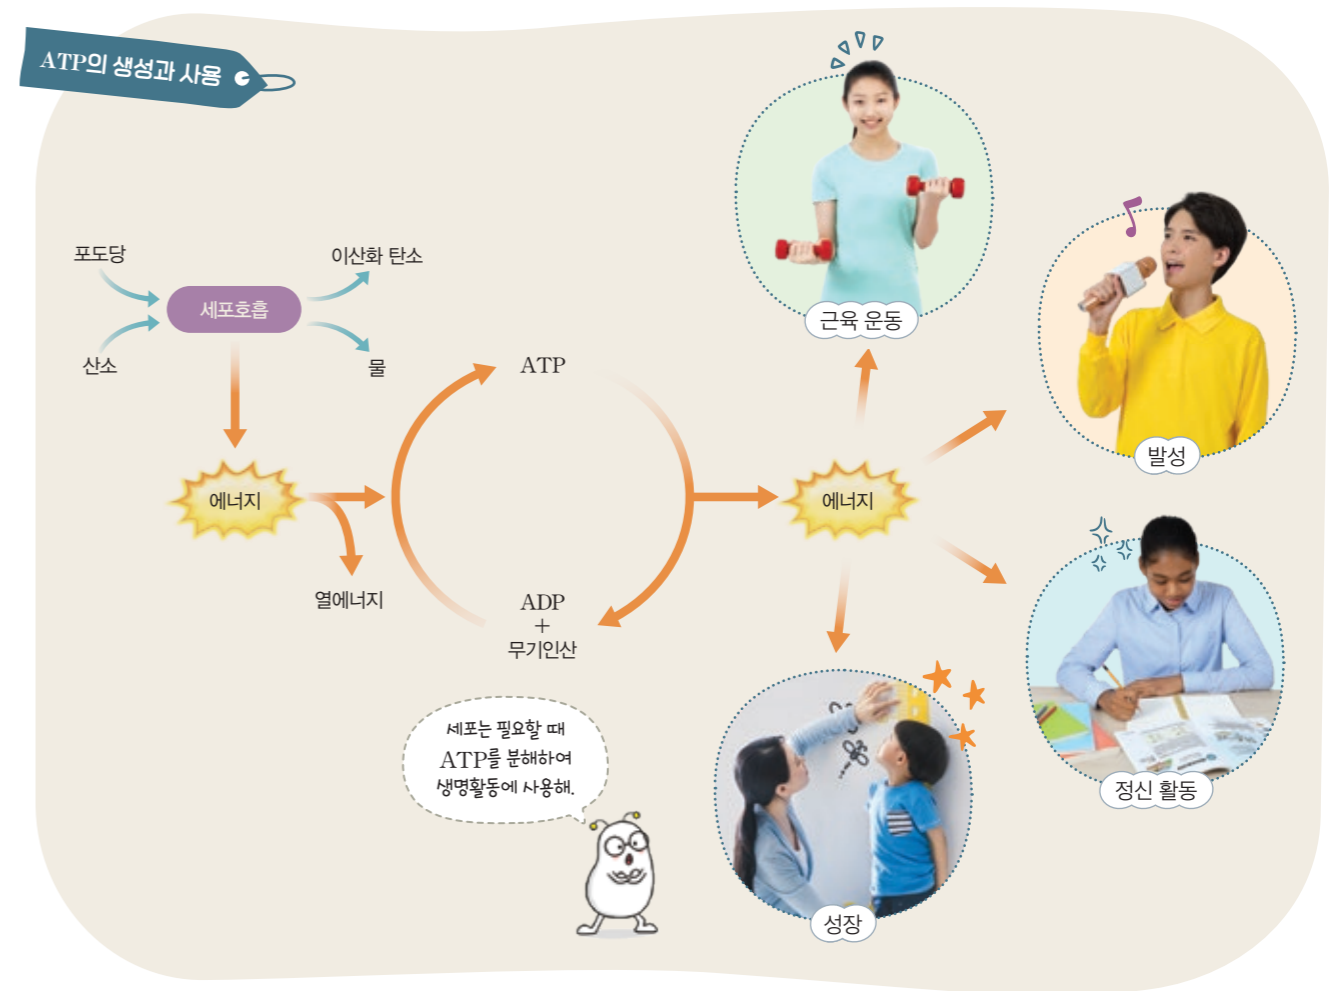 ATP의 생성과 사용
포도당
이산화 탄소
세포호흡
산소
물
ATP
에너지
열에너지
ADP
+
무기인산
에너지
근육 운동
발성
정신 활동
성장
세포는 필요할 때
ATP를 분해하여
생명활동에 사용해.